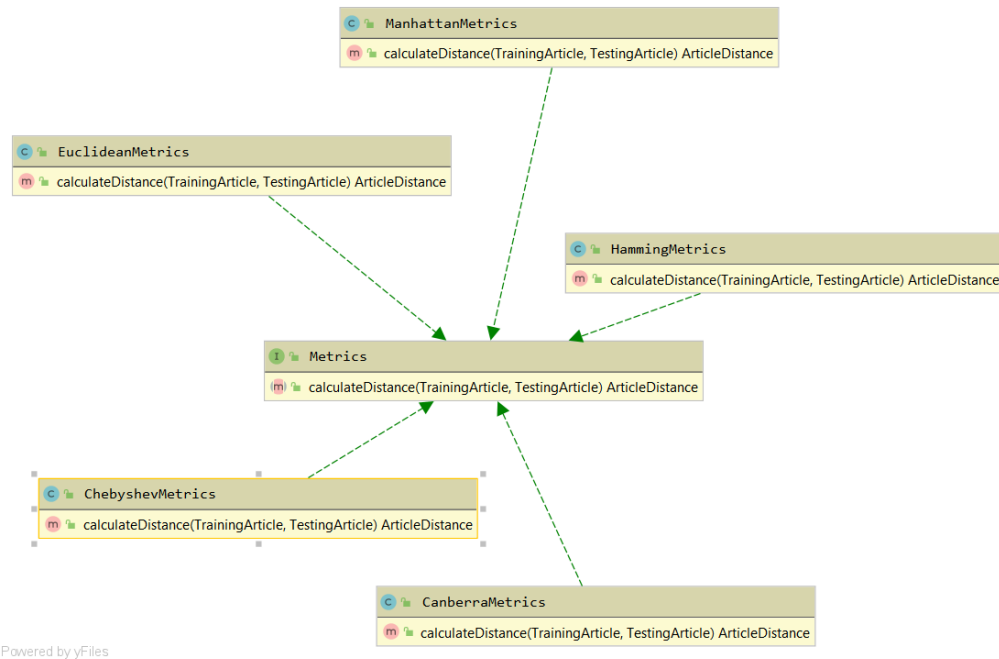 ManhattanMetrics
calculateDistance(TrainingArticle, TestingArticle) ArticleDistance
EuclideanMetrics
calculateDistance(TrainingArticle, TestingArticle) ArticleDistance
HammingMetrics
calculateDistance(TrainingArticle, TestingArticle) ArticleDistance
Metrics
calculateDistance(TrainingArticle, TestingArticle) ArticleDistance
ChebyshevMetrics
calculateDistance(TrainingArticle, TestingArticle) ArticleDistance
CanberraMetrics
calculateDistance(TrainingArticle, TestingArticle) ArticleDistance
Powered by yFiles